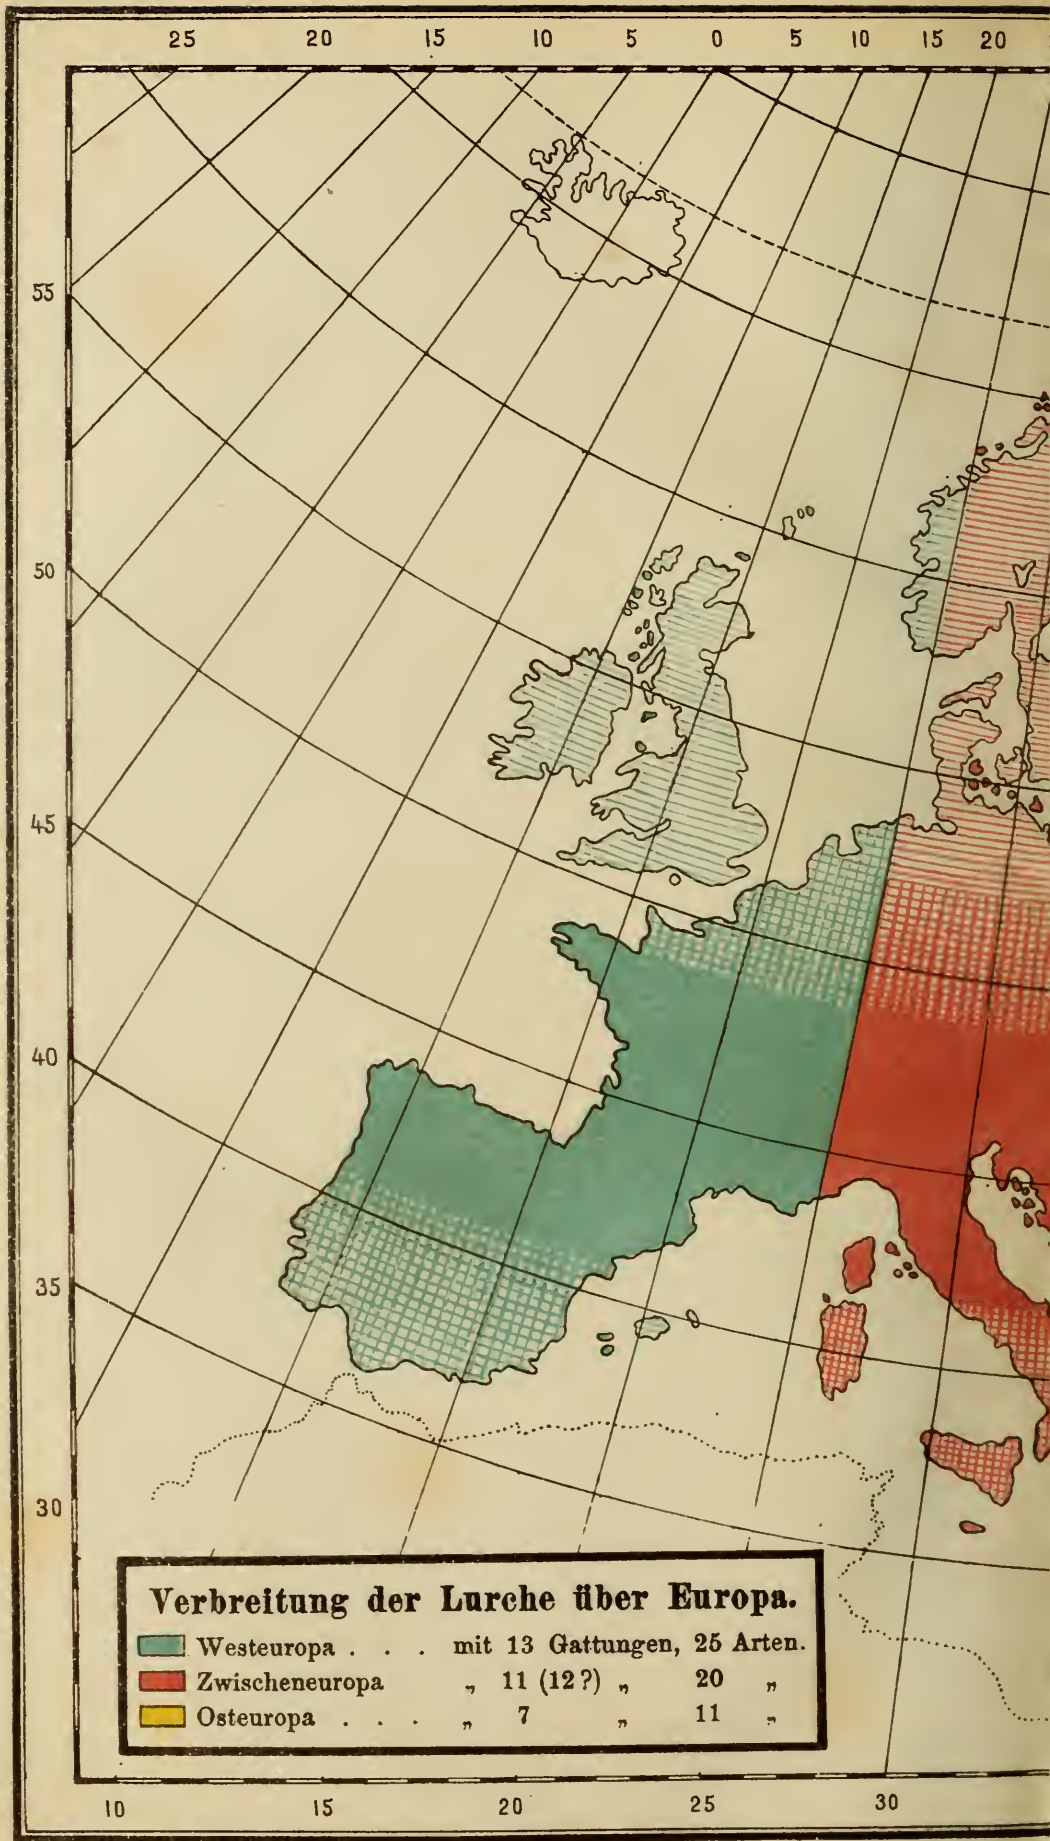 25 20 15 10 5 0 5 10 15 20
55
50
45
40
35
30
Verbreitung der Lurche über Europa.
Westeuropa . . . mit 13 Gattungen, 25 Arten.
Zwischeneuropa „ 11 (12?) „ 20 „
Osteuropa . . . „ 7 „ 11 „
10 15 20 25 30